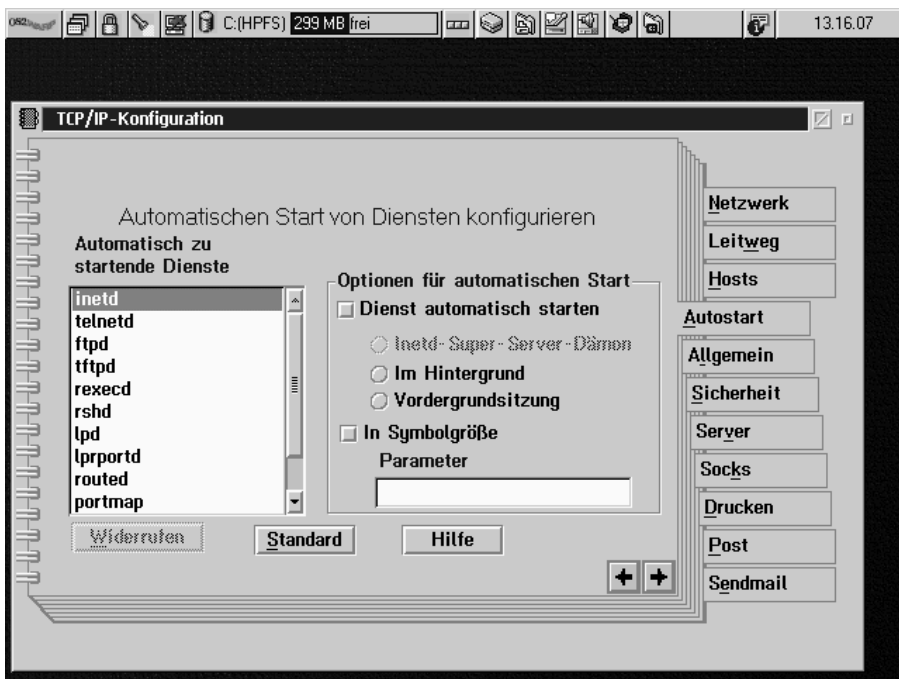 OS2
C:(HPFS) 299 MB frei
13.16.07
TCP/IP-Konfiguration
Automatischen Start von Diensten konfigurieren
Automatisch zu
startende Dienste
inetd
telnetd
ftpd
tftpd
rexecd
rshd
lpd
lprportd
routed
portmap
Optionen für automatischen Start
Dienst automatisch starten
Inetd-Super-Server-Dämon
Im Hintergrund
Vordergrundsitzung
In Symbolgröße
Parameter
Widerrufen
Standard
Hilfe
Netzwerk
Leitweg
Hosts
Autostart
Allgemein
Sicherheit
Server
Socks
Drucken
Post
Sendmail